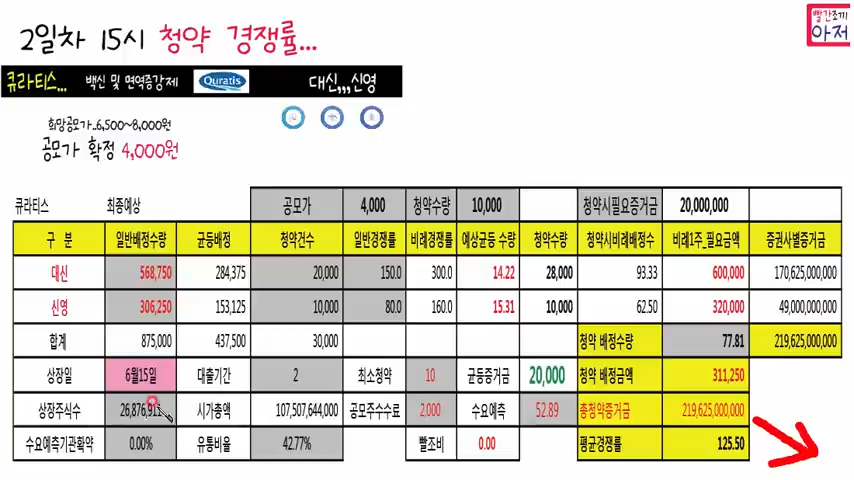 빨간조끼
아저
2일차 15시 청약 경쟁률...
큐라티스... 백신 및 면역증강제 Quratis 대신,,,신영
희망공모가..6,500~8,000원
공모가 확정 4,000원
큐라티스 최종예상 공모가 4,000 청약수량 10,000 청약시필요증거금 20,000,000
구 분 일반배정수량 균등배정 청약건수 일반경쟁률 비례경쟁률 예상균등 수량 청약수량 청약시비례배정수 비례1주_필요금액 증권사별증거금
대신 568,750 284,375 20,000 150.0 300.0 14.22 28,000 93.33 600,000 170,625,000,000
신영 306,250 153,125 10,000 80.0 160.0 15.31 10,000 62.50 320,000 49,000,000,000
합계 875,000 437,500 30,000 청약 배정수량 77.81 219,625,000,000
상장일 6월15일 대출기간 2 최소청약 10 균등증거금 20,000 청약 배정금액 311,250
상장주식수 시가총액 107,507,644,000 공모주수수료 2,000 수요예측 52.89 총청약증거금 219,625,000,000
수요예측기관확약 0.00% 유통비율 42.77% 빨조비 0.00 평균경쟁률 125.50